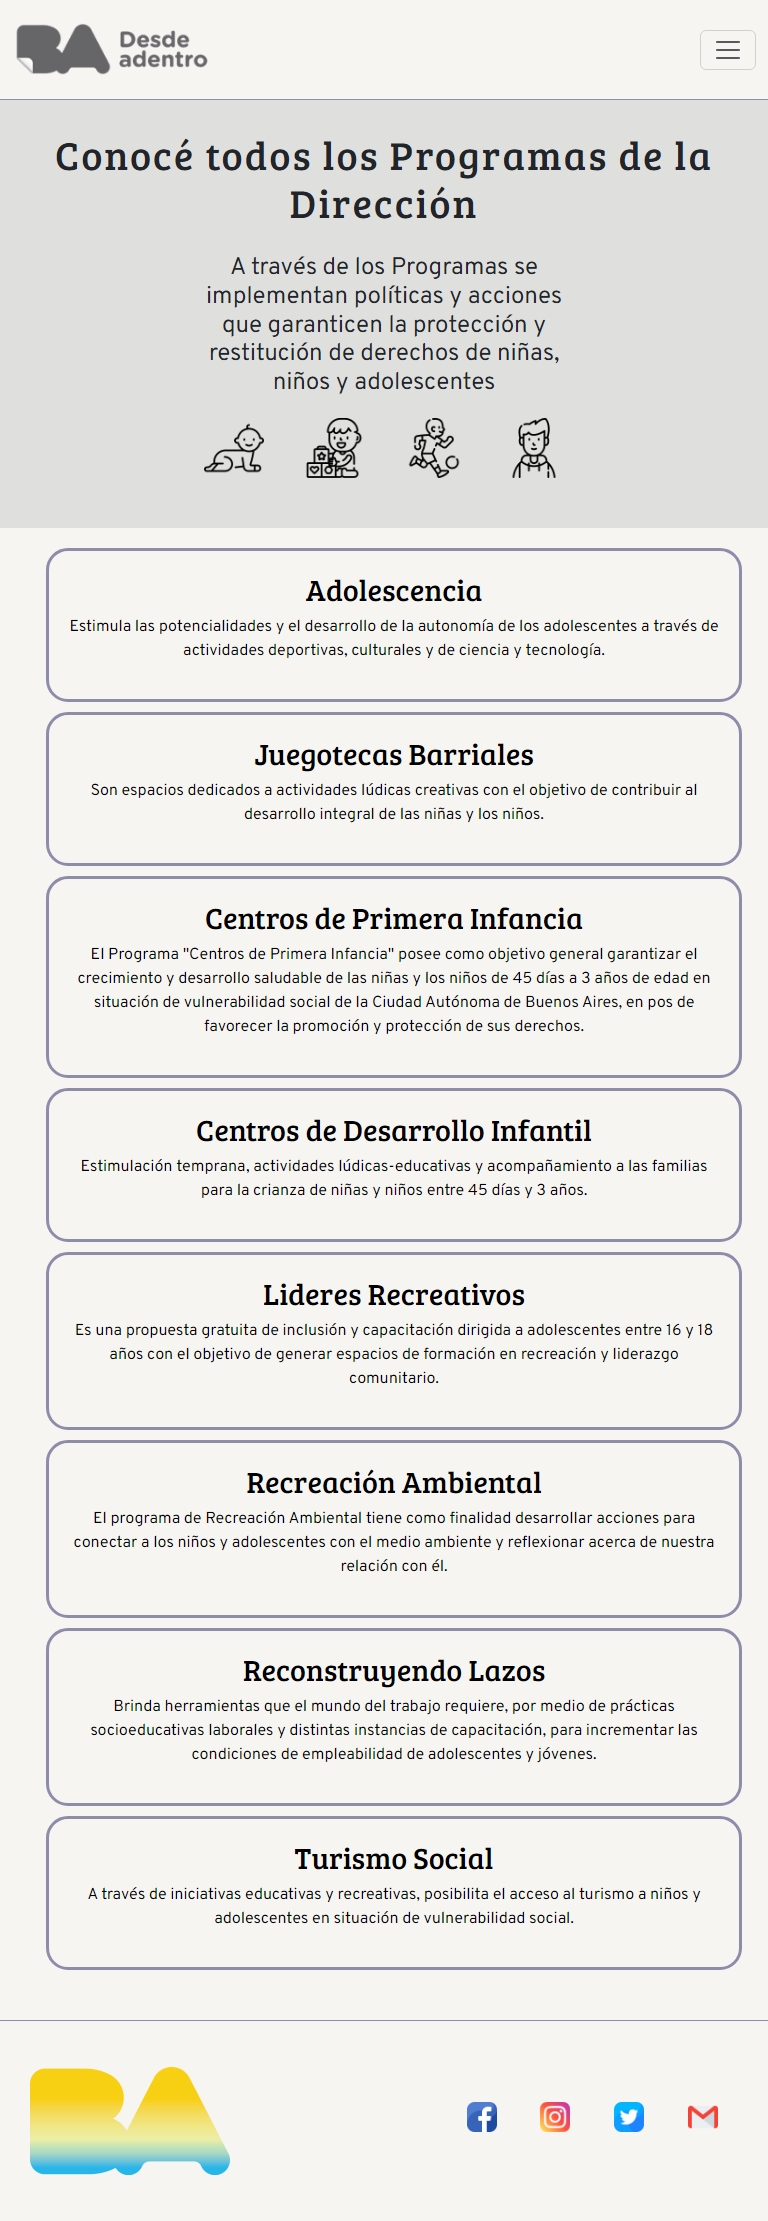 BA Desde
adentro
Conocé todos los Programas de la
Dirección
A través de los Programas se
implementan políticas y acciones
que garanticen la protección y
restitución de derechos de niñas,
niños y adolescentes
Adolescencia
Estimula las potencialidades y el desarrollo de la autonomía de los adolescentes a través de
actividades deportivas, culturales y de ciencia y tecnología.
Juegotecas Barriales
Son espacios dedicados a actividades lúdicas creativas con el objetivo de contribuir al
desarrollo integral de las niñas y los niños.
Centros de Primera Infancia
El Programa "Centros de Primera Infancia" posee como objetivo general garantizar el
crecimiento y desarrollo saludable de las niñas y los niños de 45 días a 3 años de edad en
situación de vulnerabilidad social de la Ciudad Autónoma de Buenos Aires, en pos de
favorecer la promoción y protección de sus derechos.
Centros de Desarrollo Infantil
Estimulación temprana, actividades lúdicas-educativas y acompañamiento a las familias
para la crianza de niñas y niños entre 45 días y 3 años.
Lideres Recreativos
Es una propuesta gratuita de inclusión y capacitación dirigida a adolescentes entre 16 y 18
años con el objetivo de generar espacios de formación en recreación y liderazgo
comunitario.
Recreación Ambiental
El programa de Recreación Ambiental tiene como finalidad desarrollar acciones para
conectar a los niños y adolescentes con el medio ambiente y reflexionar acerca de nuestra
relación con él.
Reconstruyendo Lazos
Brinda herramientas que el mundo del trabajo requiere, por medio de prácticas
socioeducativas laborales y distintas instancias de capacitación, para incrementar las
condiciones de empleabilidad de adolescentes y jóvenes.
Turismo Social
A través de iniciativas educativas y recreativas, posibilita el acceso al turismo a niños y
adolescentes en situación de vulnerabilidad social.
BA